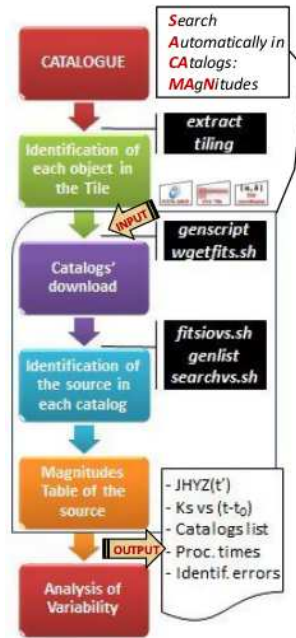 Search
Automatically in
CAtalogs:
MAgNitudes
CATALOGUE
extract
tiling
Identification of
each object in
the Tile
INPUT
genscript
wgetfits.sh
Catalogs'
download
fitsiovs.sh
genlist
searchvs.sh
Identification of
the source in
each catalog
Magnitudes
Table of the
source
- JHYZ(t')
- Ks vs (t-t₀)
- Catalogs list
- Proc. times
- Identif. errors
OUTPUT
Analysis of
Variability